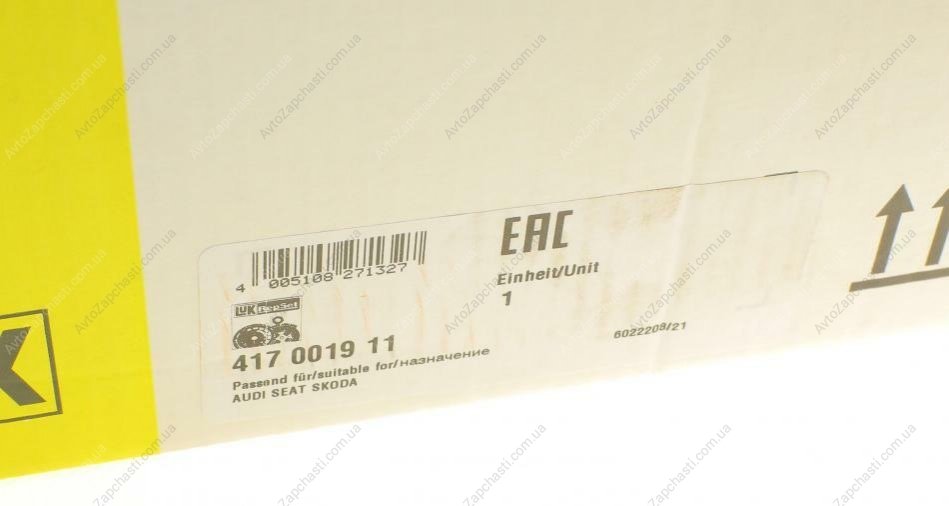 EAC
Einheit/Unit
1
4 005108 271327
LUK RepSet
417 0019 11
Passend für/suitable for/назначение
AUDI SEAT SKODA
6022208/21
K
AvtoZapchasti.com.ua